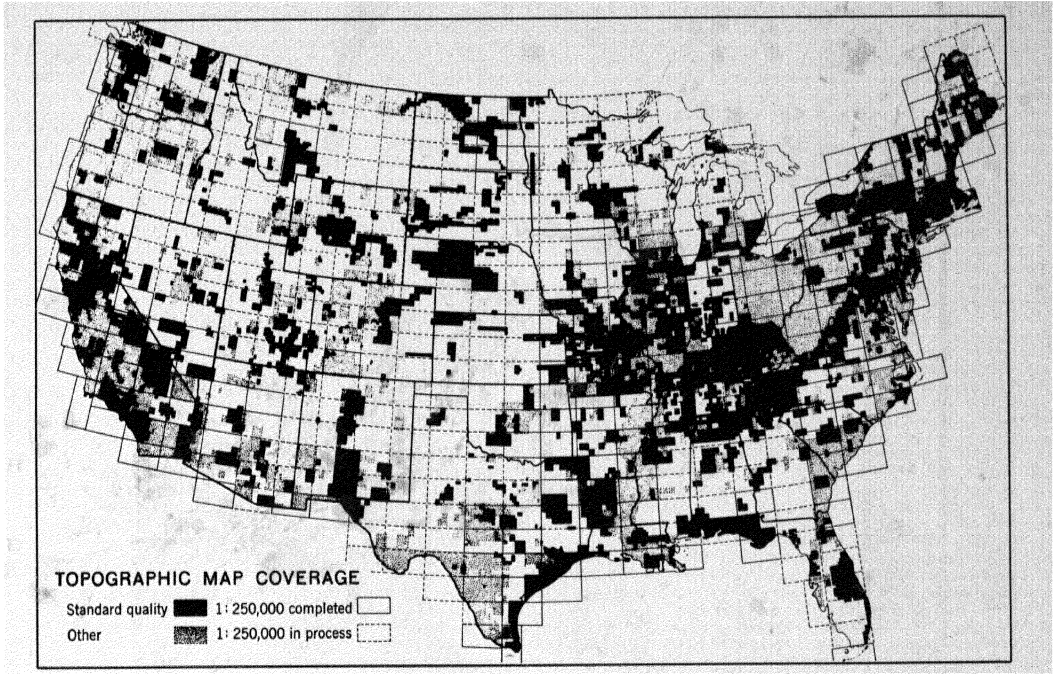 TOPOGRAPHIC MAP COVERAGE
Standard quality 1:250,000 completed
Other 1:250,000 in process